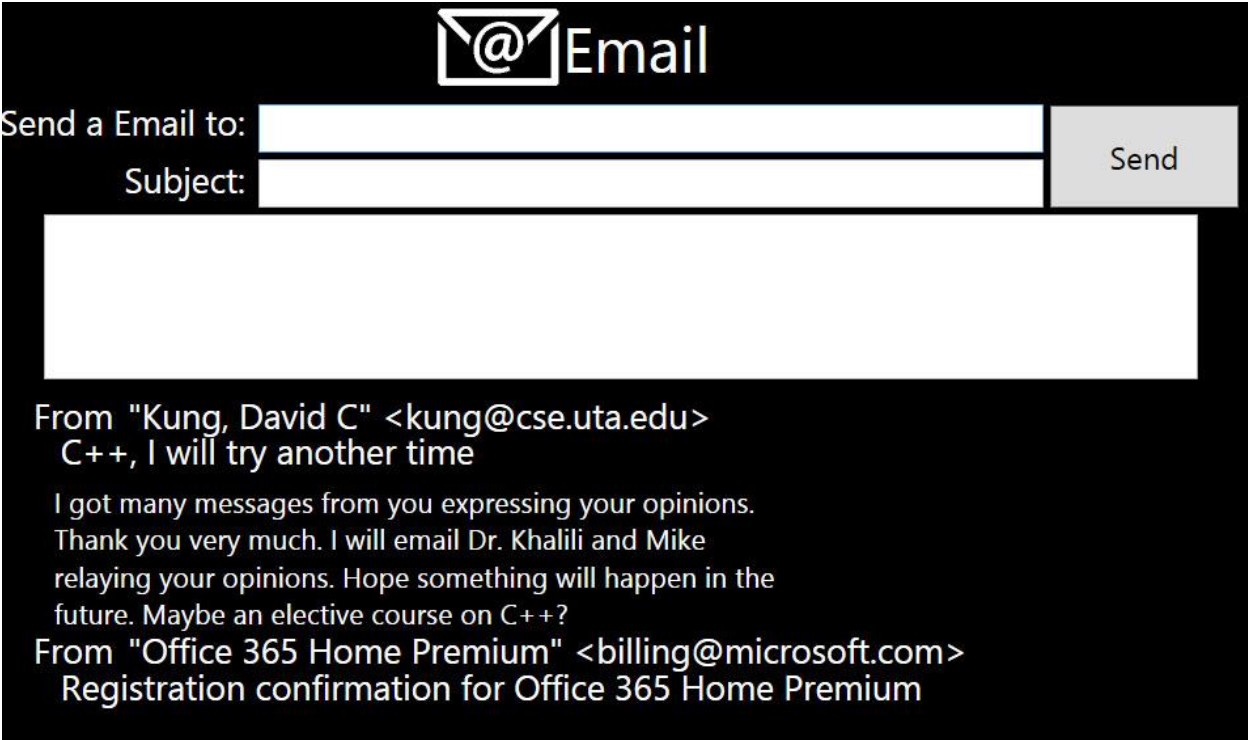 @ Email
Send a Email to:
Send
Subject:
From "Kung, David C" <kung@cse.uta.edu>
C++, I will try another time
I got many messages from you expressing your opinions.
Thank you very much. I will email Dr. Khalili and Mike
relaying your opinions. Hope something will happen in the
future. Maybe an elective course on C++?
From "Office 365 Home Premium" <billing@microsoft.com>
Registration confirmation for Office 365 Home Premium